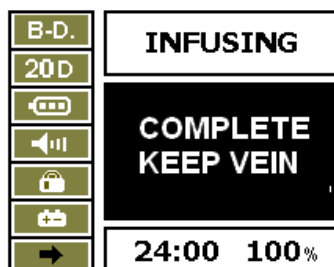 B-D.
20D
INFUSING
COMPLETE
KEEP VEIN
24:00 100%